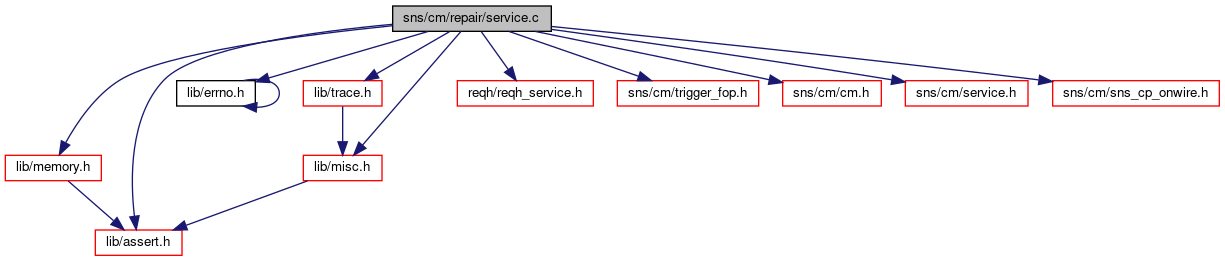 sns/cm/repair/service.c
lib/errno.h
lib/trace.h
reqh/reqh_service.h
sns/cm/trigger_fop.h
sns/cm/cm.h
sns/cm/service.h
sns/cm/sns_cp_onwire.h
lib/memory.h
lib/misc.h
lib/assert.h